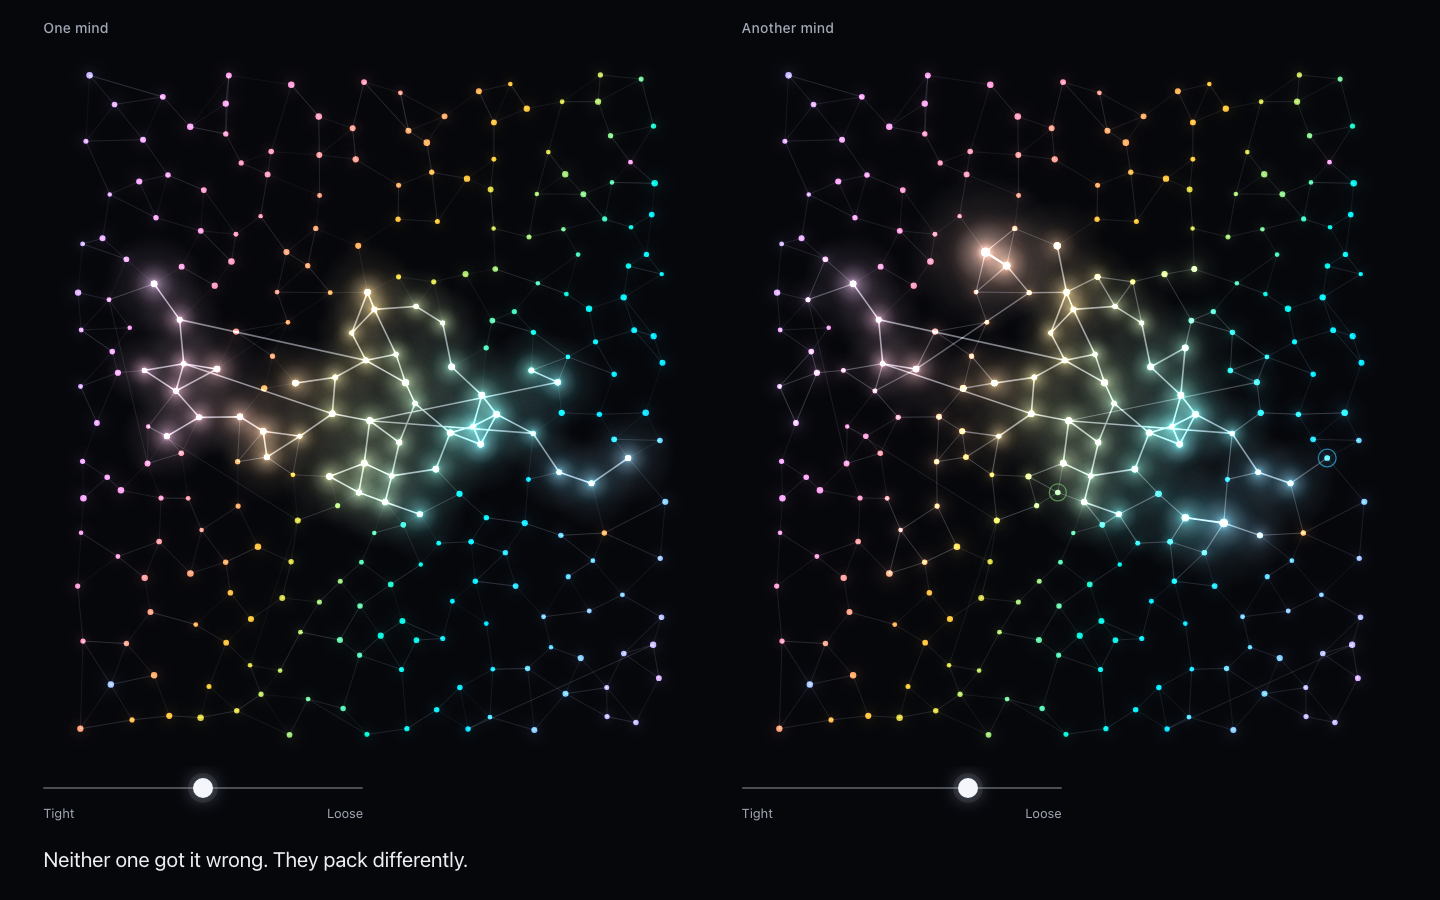 One mind
Another mind
Tight
Loose
Tight
Loose
Neither one got it wrong. They pack differently.